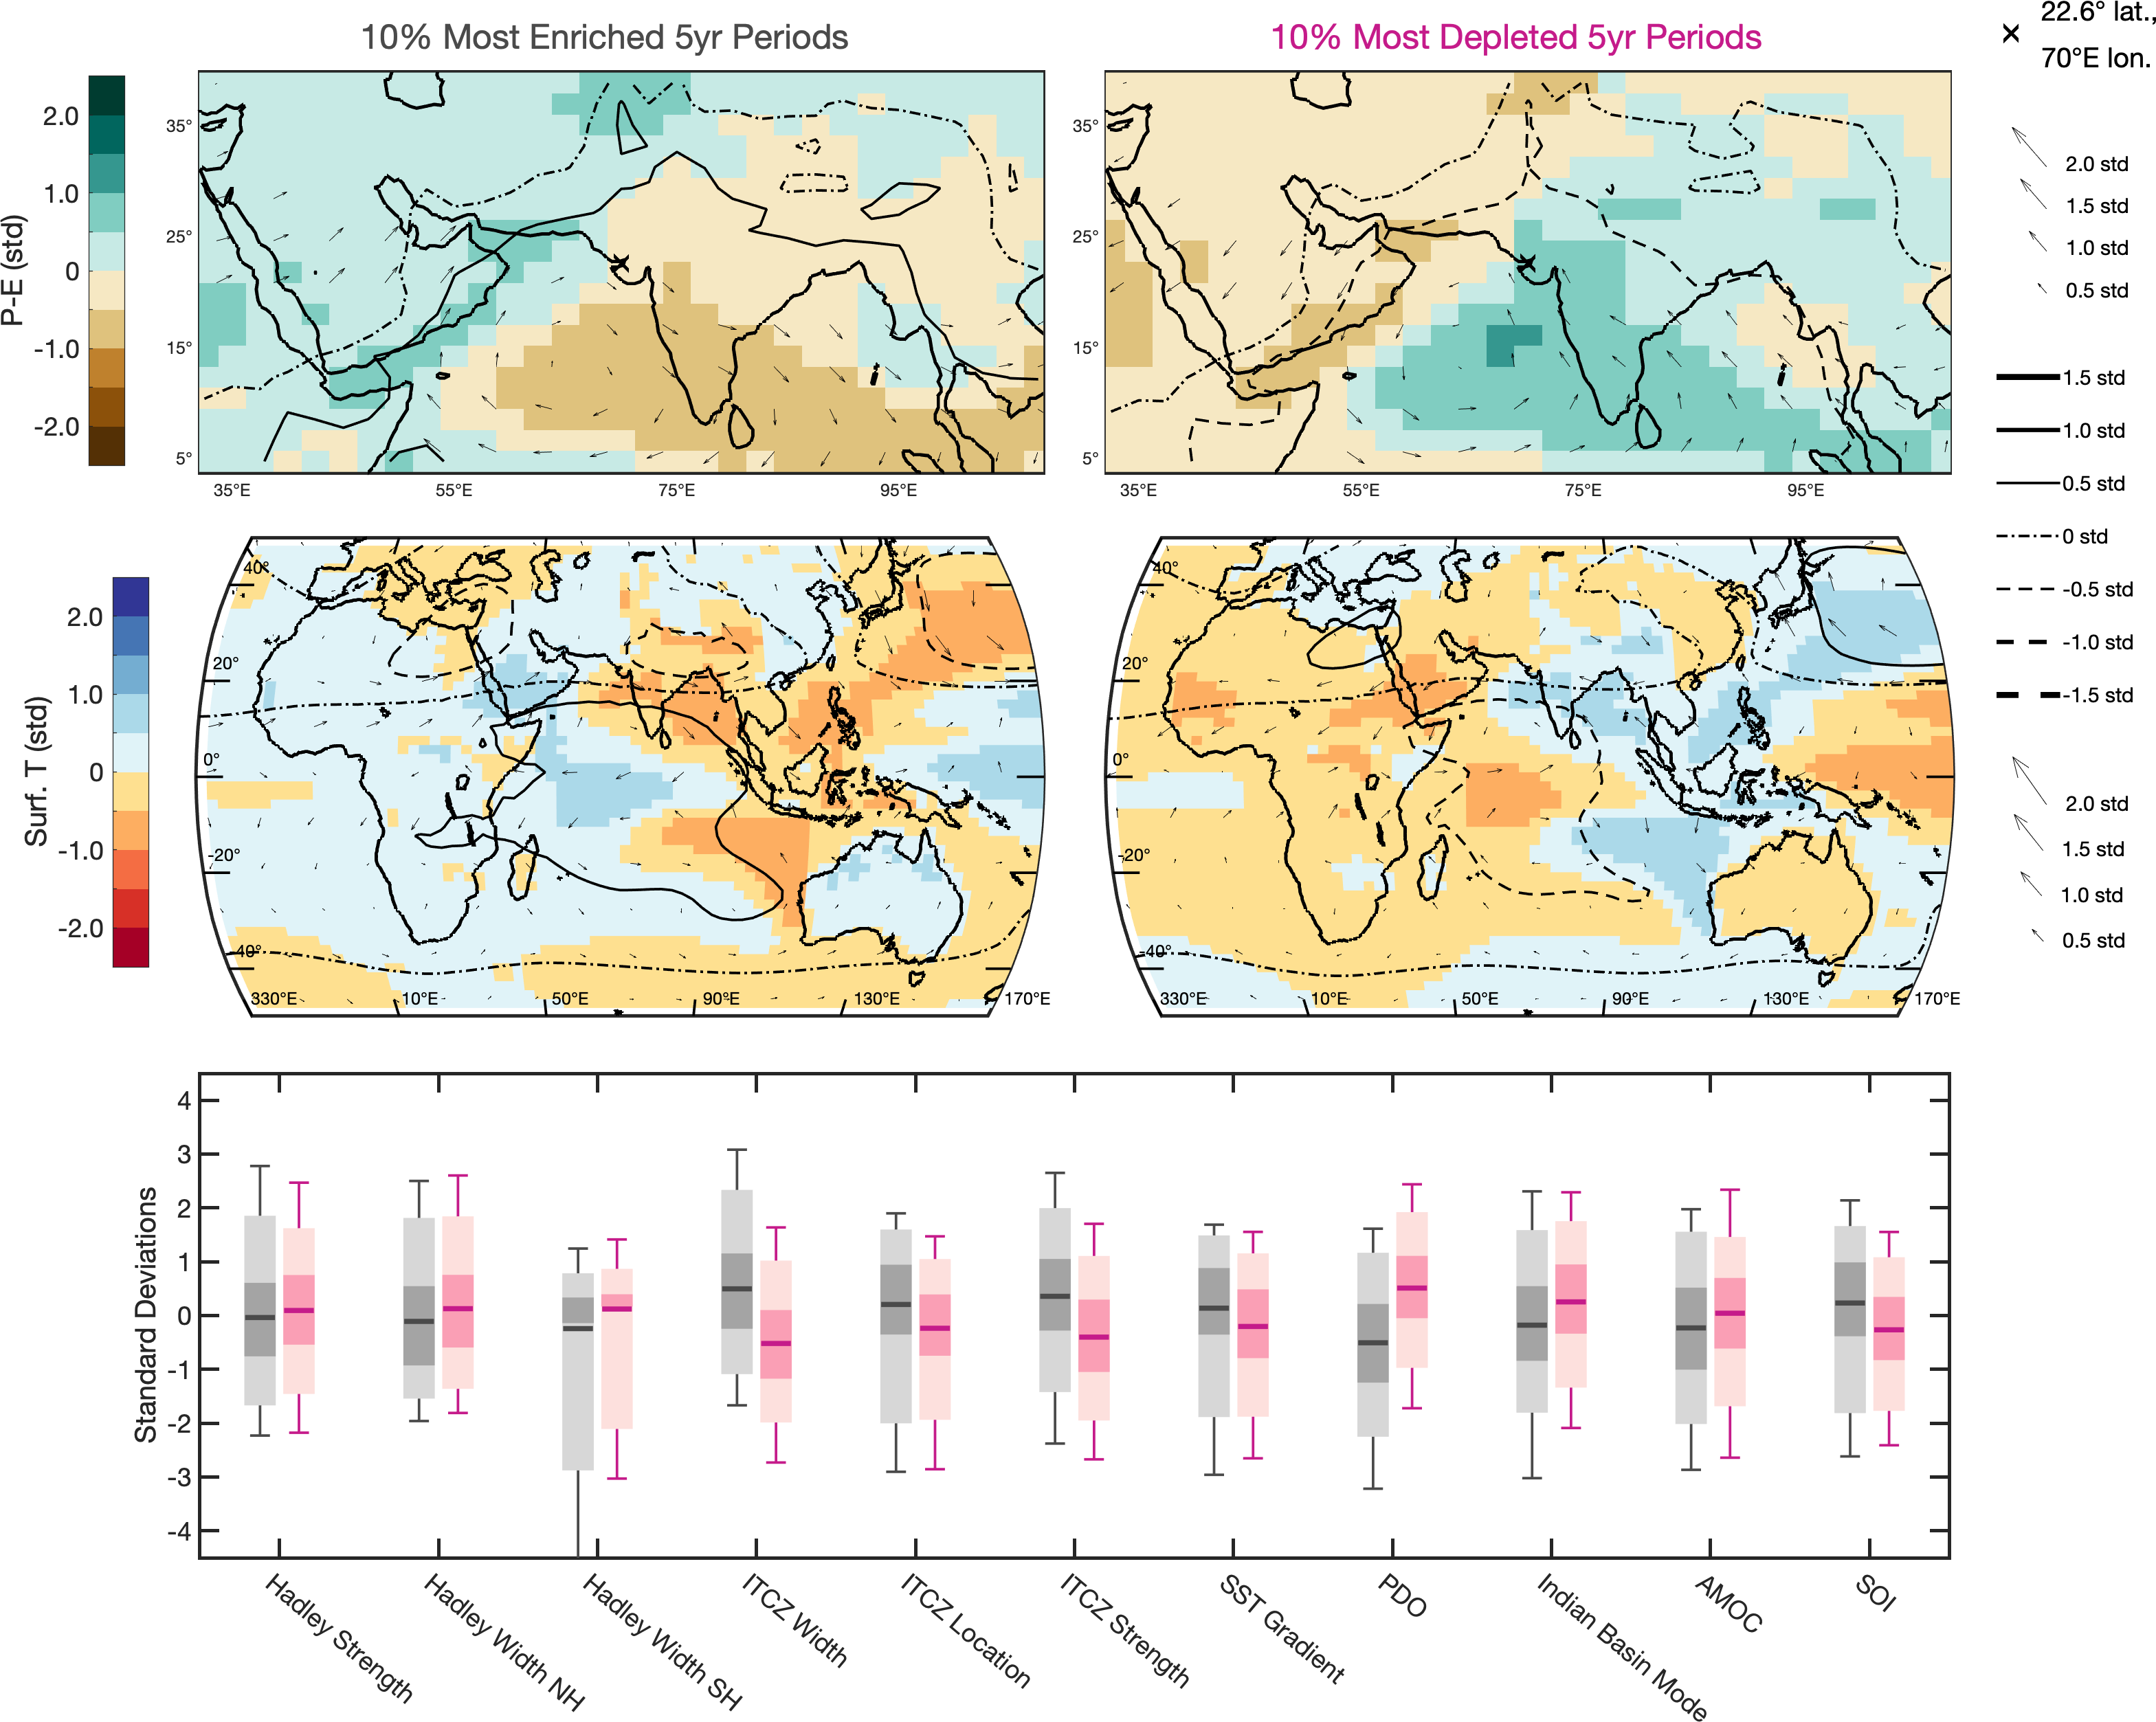 10% Most Enriched 5yr Periods
10% Most Depleted 5yr Periods
22.6° lat.,
70°E lon.
P-E (std)
2.0
1.0
0
-1.0
-2.0
35°
25°
15°
5°
35°E
55°E
75°E
95°E
35°
25°
15°
5°
35°E
55°E
75°E
95°E
2.0 std
1.5 std
1.0 std
0.5 std
1.5 std
1.0 std
0.5 std
0 std
-0.5 std
-1.0 std
-1.5 std
2.0 std
1.5 std
1.0 std
0.5 std
Surf. T (std)
2.0
1.0
0
-1.0
-2.0
40°
20°
0°
-20°
-40°
330°E
10°E
50°E
90°E
130°E
170°E
40°
20°
0°
-20°
-40°
330°E
10°E
50°E
90°E
130°E
170°E
Standard Deviations
4
3
2
1
0
-1
-2
-3
-4
Hadley Strength
Hadley Width NH
Hadley Width SH
ITCZ Width
ITCZ Location
ITCZ Strength
SST Gradient
PDO
Indian Basin Mode
AMOC
SOI